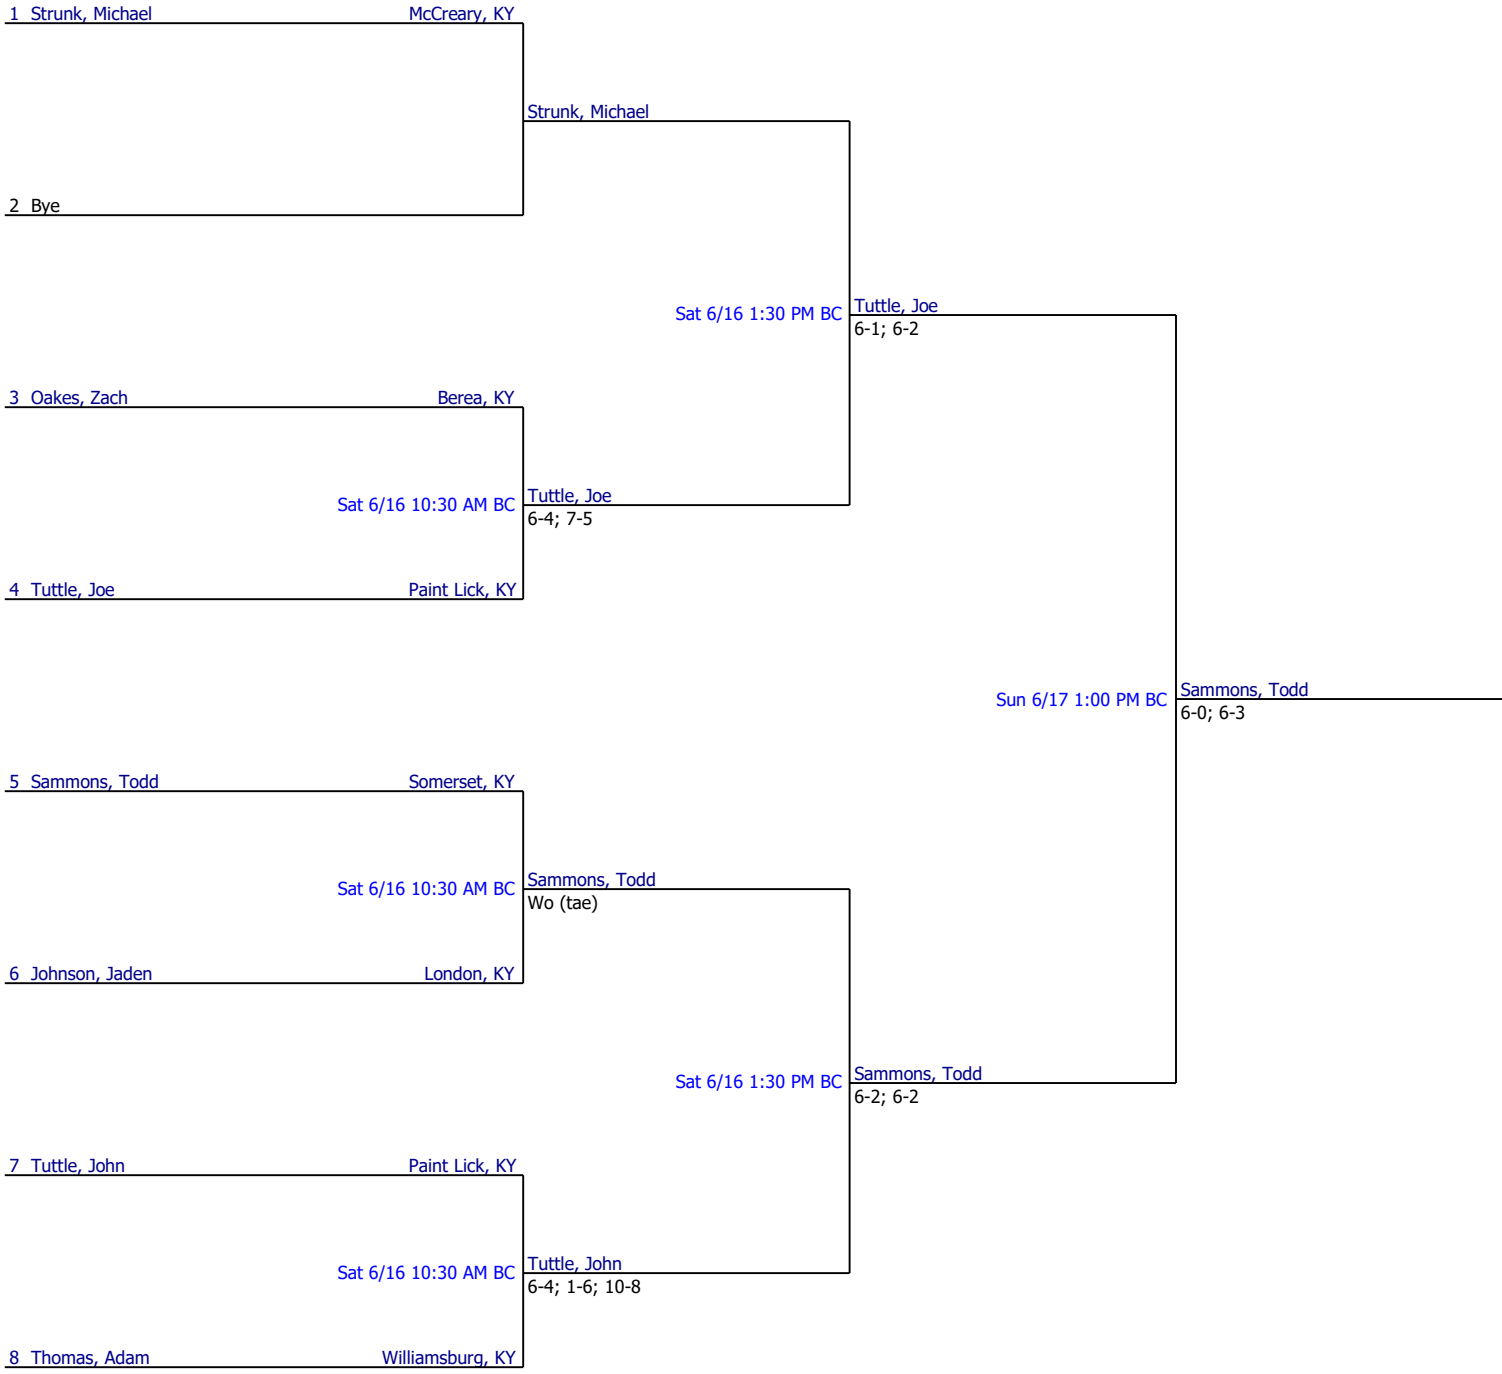 1 Strunk, Michael McCreary, KY
Strunk, Michael
2 Bye
Sat 6/16 1:30 PM BC Tuttle, Joe
6-1; 6-2
3 Oakes, Zach Berea, KY
Sat 6/16 10:30 AM BC Tuttle, Joe
6-4; 7-5
4 Tuttle, Joe Paint Lick, KY
Sun 6/17 1:00 PM BC Sammons, Todd
6-0; 6-3
5 Sammons, Todd Somerset, KY
Sat 6/16 10:30 AM BC Sammons, Todd
Wo (tae)
6 Johnson, Jaden London, KY
Sat 6/16 1:30 PM BC Sammons, Todd
6-2; 6-2
7 Tuttle, John Paint Lick, KY
Sat 6/16 10:30 AM BC Tuttle, John
6-4; 1-6; 10-8
8 Thomas, Adam Williamsburg, KY